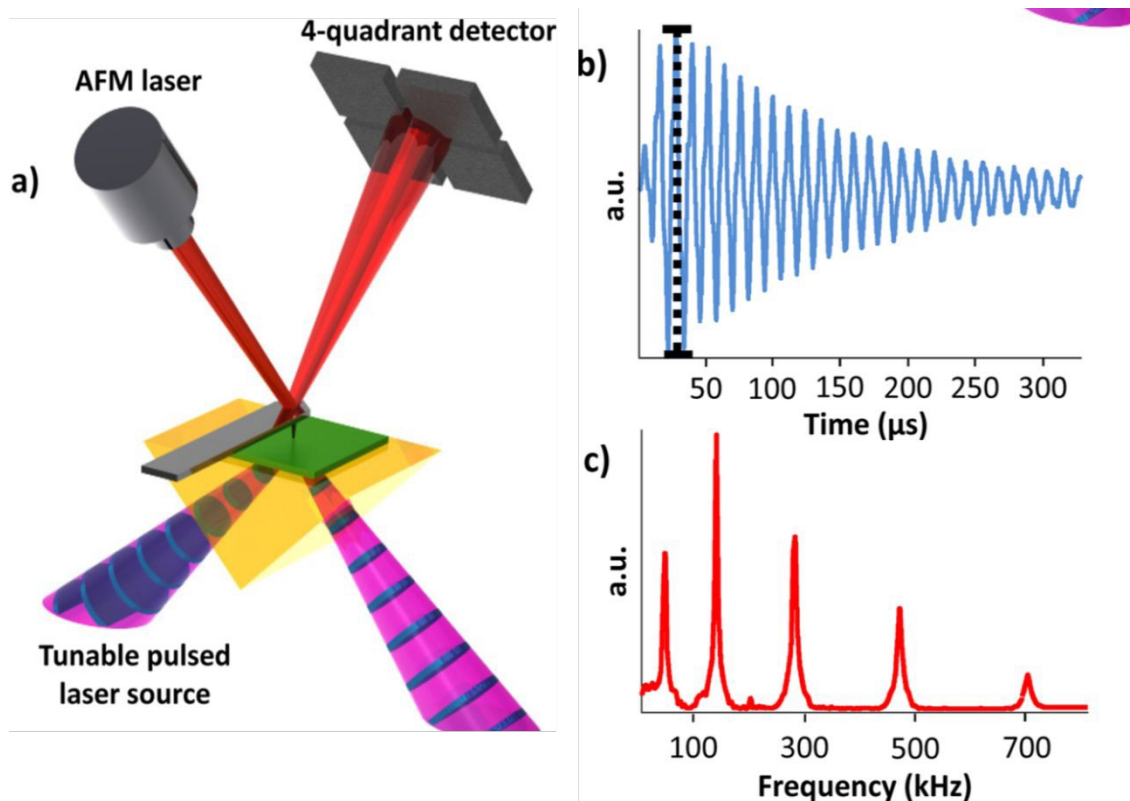 4-quadrant detector
AFM laser
a)
Tunable pulsed
laser source
b)
a.u.
50 100 150 200 250 300
Time (µs)
c)
a.u.
100 300 500 700
Frequency (kHz)